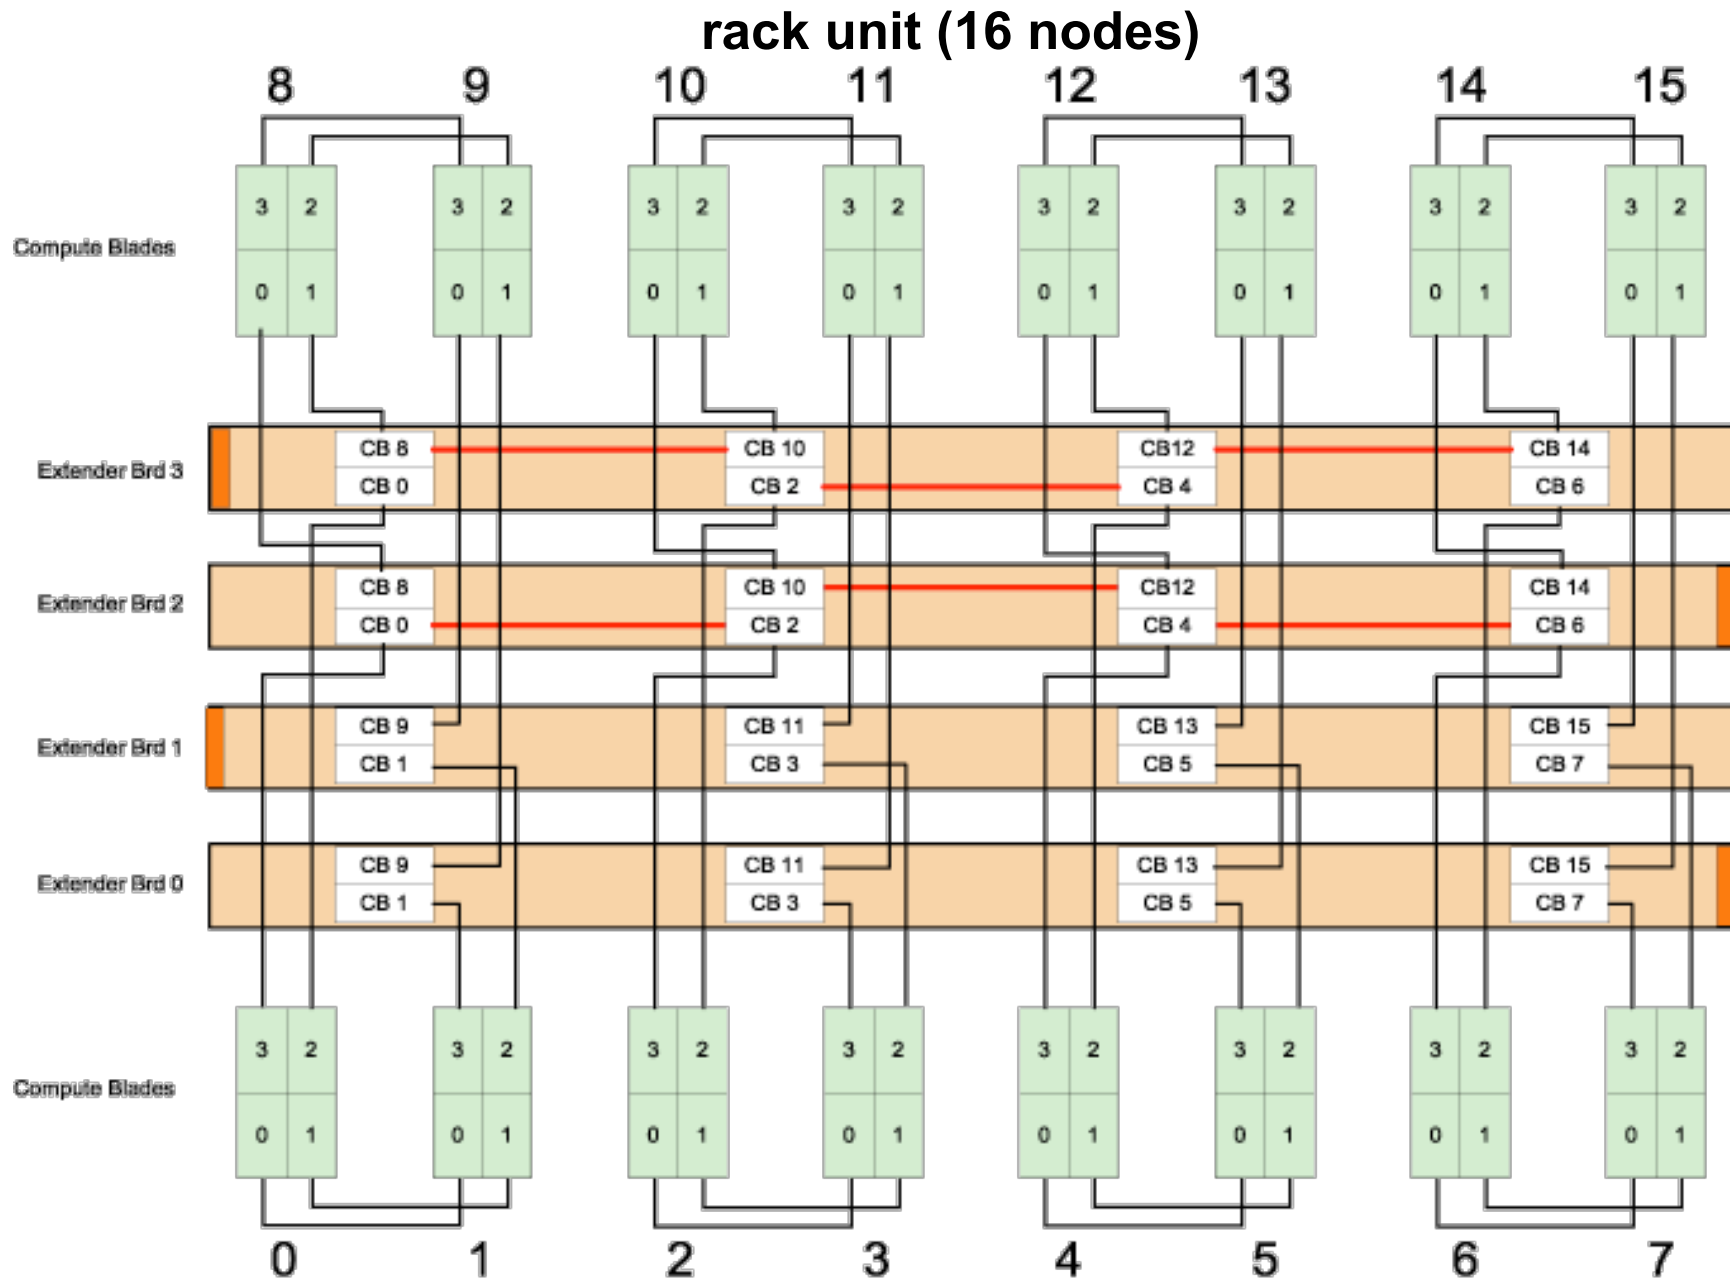 rack unit (16 nodes)
8 9 10 11 12 13 14 15
3 2 3 2 3 2 3 2 3 2 3 2 3 2 3 2
Compute Blades
0 1 0 1 0 1 0 1 0 1 0 1 0 1 0 1
CB 8 CB 10 CB12 CB 14
Extender Brd 3
CB 0 CB 2 CB 4 CB 6
CB 8 CB 10 CB12 CB 14
Extender Brd 2
CB 0 CB 2 CB 4 CB 6
CB 9 CB 11 CB 13 CB 15
Extender Brd 1
CB 1 CB 3 CB 5 CB 7
CB 9 CB 11 CB 13 CB 15
Extender Brd 0
CB 1 CB 3 CB 5 CB 7
3 2 3 2 3 2 3 2 3 2 3 2 3 2 3 2
Compute Blades
0 1 0 1 0 1 0 1 0 1 0 1 0 1 0 1
0 1 2 3 4 5 6 7